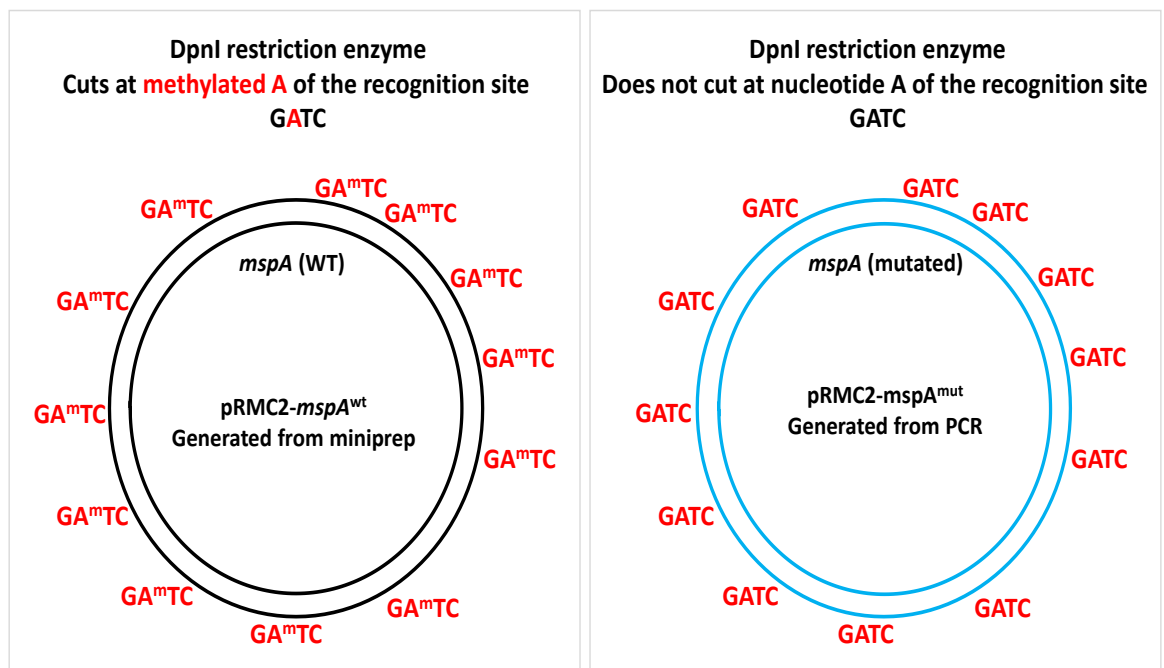 DpnI restriction enzyme
Cuts at methylated A of the recognition site
GATC
GAᵐTC
GAᵐTC
GAᵐTC
mspA (WT)
GAᵐTC
GAᵐTC
GAᵐTC
GAᵐTC
pRMC2-mspAʷᵗ
Generated from miniprep
GAᵐTC
GAᵐTC
GAᵐTC
GAᵐTC
GAᵐTC
DpnI restriction enzyme
Does not cut at nucleotide A of the recognition site
GATC
GATC
GATC
GATC
mspA (mutated)
GATC
GATC
GATC
GATC
pRMC2-mspAᵐᵘᵗ
Generated from PCR
GATC
GATC
GATC
GATC
GATC